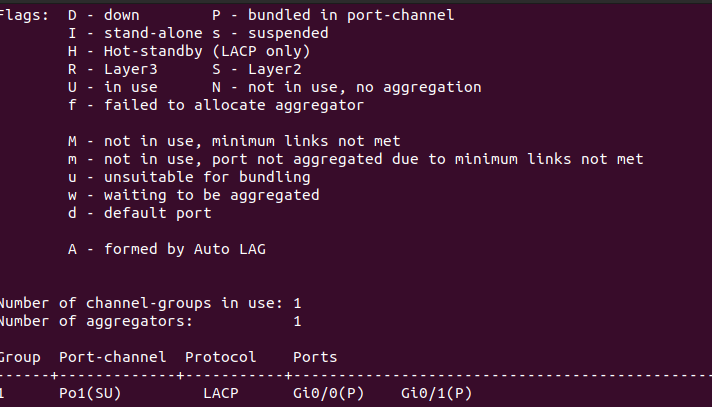 Flags:  D - down        P - bundled in port-channel
        I - stand-alone s - suspended
        H - Hot-standby (LACP only)
        R - Layer3      S - Layer2
        U - in use      N - not in use, no aggregation
        f - failed to allocate aggregator

        M - not in use, minimum links not met
        m - not in use, port not aggregated due to minimum links not met
        u - unsuitable for bundling
        w - waiting to be aggregated
        d - default port

        A - formed by Auto LAG


Number of channel-groups in use: 1
Number of aggregators:           1

Group  Port-channel  Protocol    Ports
------+-------------+-----------+-----------------------------------------------
1      Po1(SU)         LACP      Gi0/0(P)    Gi0/1(P)